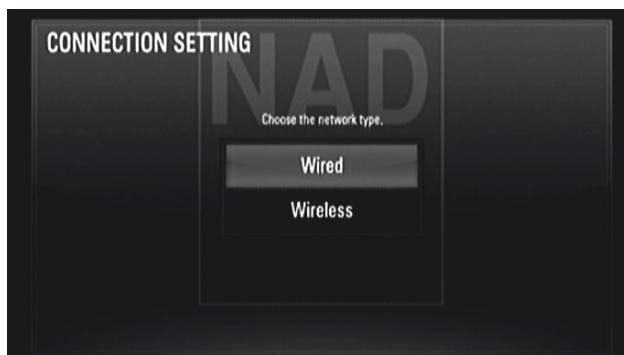 CONNECTION SETTING
NAD
Choose the network type.
Wired
Wireless